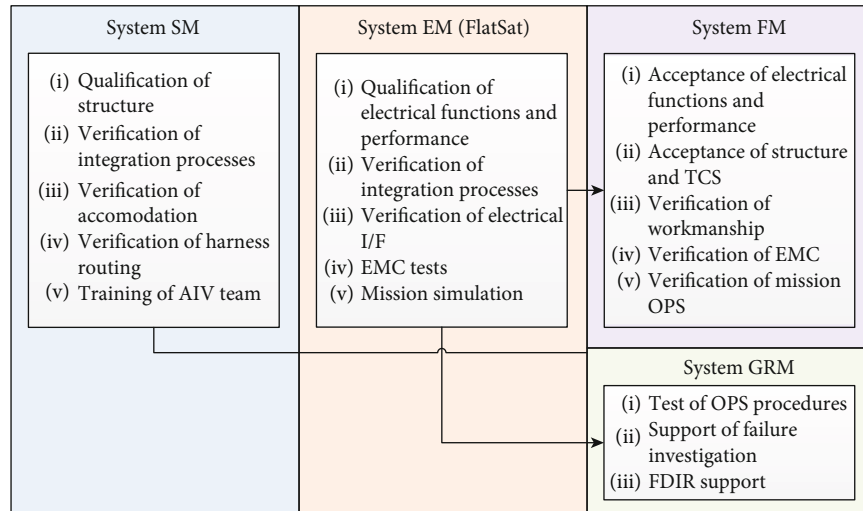 System SM
(i) Qualification of
structure
(ii) Verification of
integration processes
(iii) Verification of
accomodation
(iv) Verification of harness
routing
(v) Training of AIV team
System EM (FlatSat)
(i) Qualification of
electrical functions and
performance
(ii) Verification of
integration processes
(iii) Verification of electrical
I/F
(iv) EMC tests
(v) Mission simulation
System FM
(i) Acceptance of electrical
functions and
performance
(ii) Acceptance of structure
and TCS
(iii) Verification of
workmanship
(iv) Verification of EMC
(v) Verification of mission
OPS
System GRM
(i) Test of OPS procedures
(ii) Support of failure
investigation
(iii) FDIR support